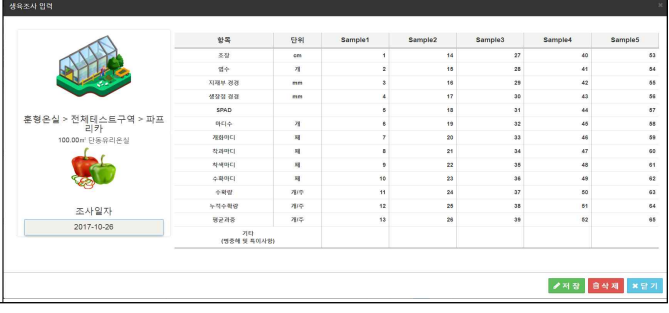 생육조사 입력
×
훈형온실 > 전체테스트구역 > 파프
리카
100.00㎡ 단동유리온실
조사일자
2017-10-26
항목 단위 Sample1 Sample2 Sample3 Sample4 Sample5
초장 cm 1 14 27 40 53
엽수 개 2 15 28 41 54
지제부 경경 mm 3 16 29 42 55
생장점 경경 mm 4 17 30 43 56
SPAD 5 18 31 44 57
마디수 개 6 19 32 45 58
개화마디 째 7 20 33 46 59
착과마디 째 8 21 34 47 60
착색마디 째 9 22 35 48 61
수확마디 째 10 23 36 49 62
수확량 개/주 11 24 37 50 63
누적수확량 개/주 12 25 38 51 64
평균과중 개/주 13 26 39 52 65
기타
(병충해 및 특이사항)
저 장 삭 제 × 닫 기